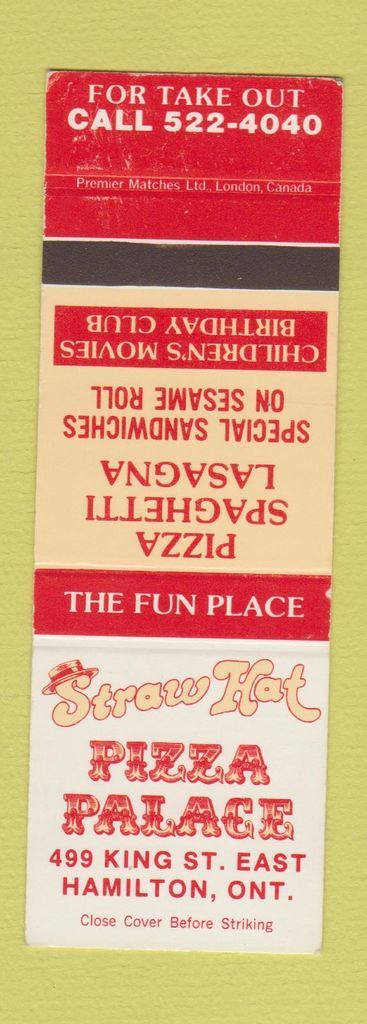 FOR TAKE OUT
CALL 522-4040
Premier Matches Ltd., London, Canada
PIZZA
SPAGHETTI
LASAGNA
SPECIAL SANDWICHES
ON SESAME ROLL
CHILDREN'S MOVIES
BIRTHDAY CLUB
THE FUN PLACE
Straw Hat
PIZZA
PALACE
499 KING ST. EAST
HAMILTON, ONT.
Close Cover Before Striking